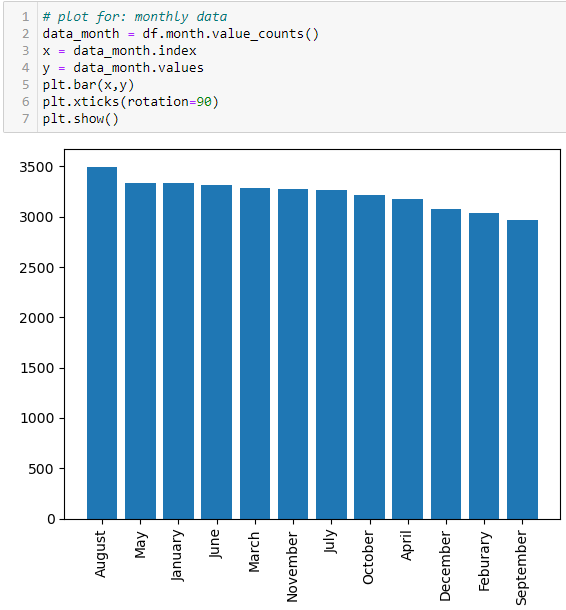 1 # plot for: monthly data
2 data_month = df.month.value_counts()
3 x = data_month.index
4 y = data_month.values
5 plt.bar(x,y)
6 plt.xticks(rotation=90)
7 plt.show()
3500
3000
2500
2000
1500
1000
500
0
August
May
January
June
March
November
July
October
April
December
Feburary
September